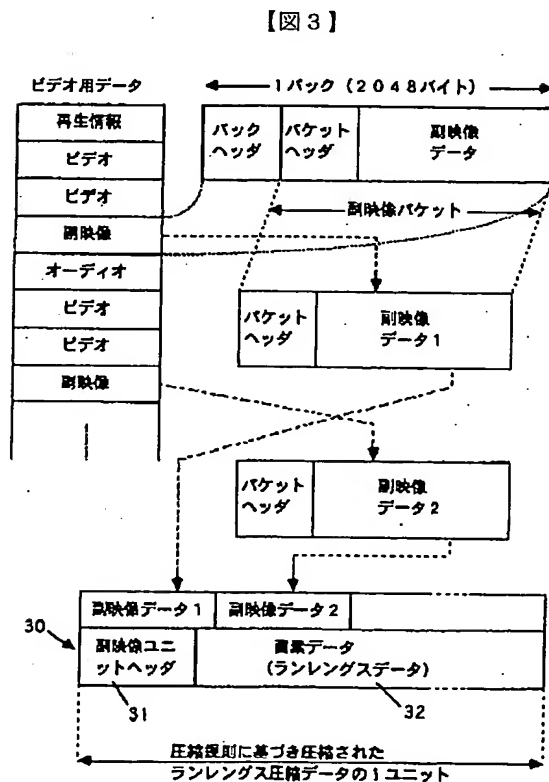 【図3】
ビデオ用データ
再生情報
ビデオ
ビデオ
副映像
オーディオ
ビデオ
ビデオ
副映像
1パック(2048バイト)
パック
ヘッダ
パケット
ヘッダ
副映像
データ
副映像パケット
パケット
ヘッダ
副映像
データ1
パケット
ヘッダ
副映像
データ2
副映像データ1
副映像データ2
30
副映像ユニ
ットヘッダ
画素データ
(ランレングスデータ)
31
32
圧縮規則に基づき圧縮された
ランレングス圧縮データの1ユニット